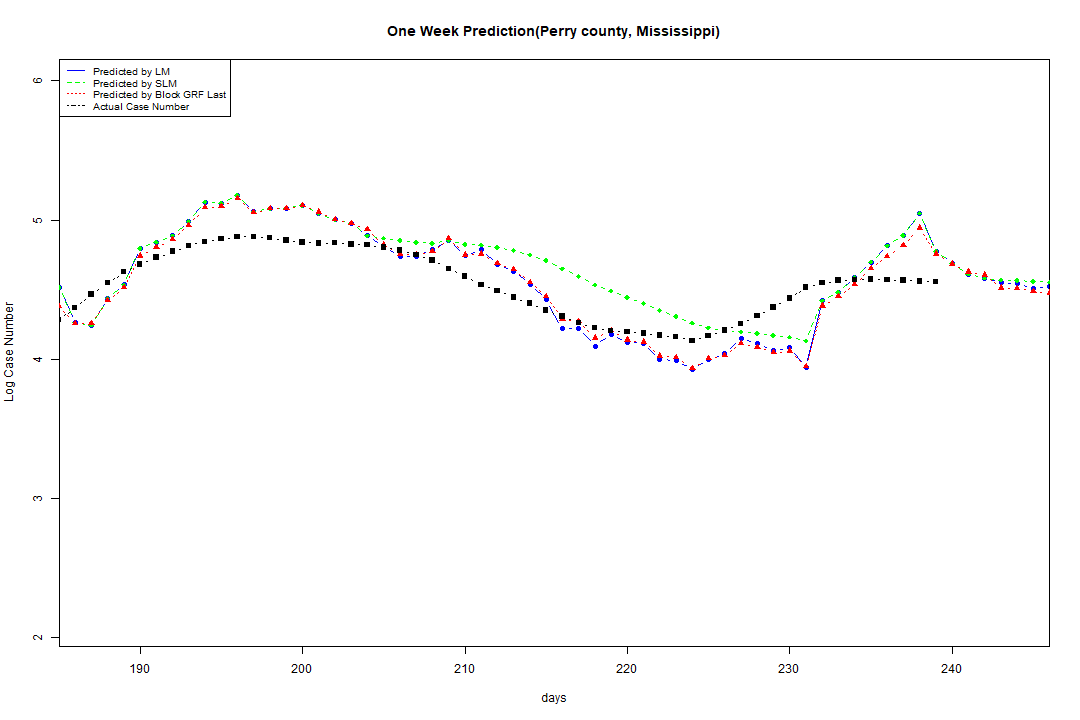 One Week Prediction(Perry county, Mississippi)
Predicted by LM
Predicted by SLM
Predicted by Block GRF Last
Actual Case Number
6
5
4
3
2
Log Case Number
190 200 210 220 230 240
days